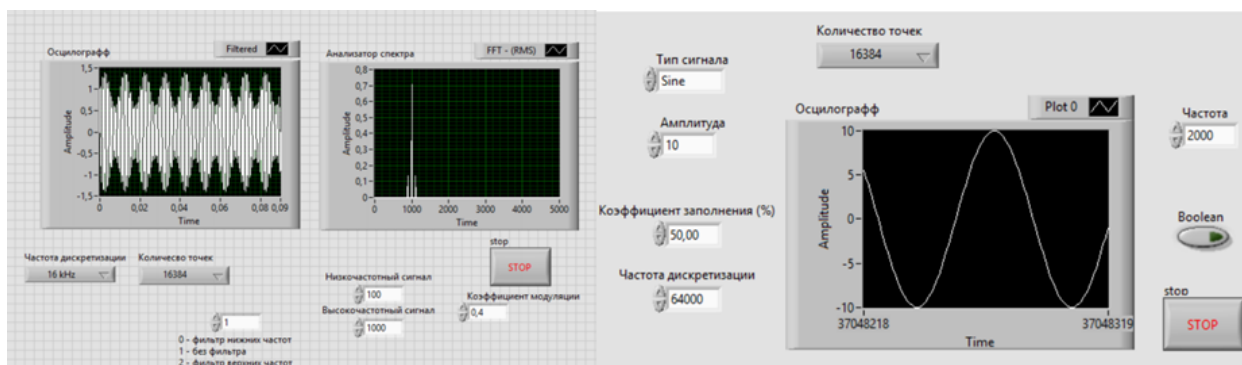 Осцилографф
Filtered
1,5
1
0,5
0
-0,5
-1
-1,5
Amplitude
0
0,02
0,04
0,06
0,08
0,09
Time
Анализатор спектра
FFT - (RMS)
0,8
0,7
0,6
0,5
0,4
0,3
0,2
0,1
0
Amplitude
0
1000
2000
3000
4000
5000
Time
Частота дискретизации
16 kHz
Количесво точек
16384
1
0 - фильтр нижних частот
1 - без фильтра
2 - фильтр верхних частот
Низкочастотный сигнал
100
Высокочастотный сигнал
1000
stop
STOP
Коэффициент модуляции
0,4
Количество точек
16384
Тип сигнала
Sine
Амплитуда
10
Коэффициент заполнения (%)
50,00
Частота дискретизации
64000
Осцилографф
Plot 0
10
5
0
-5
-10
Amplitude
37048218
37048319
Time
Частота
2000
Boolean
stop
STOP